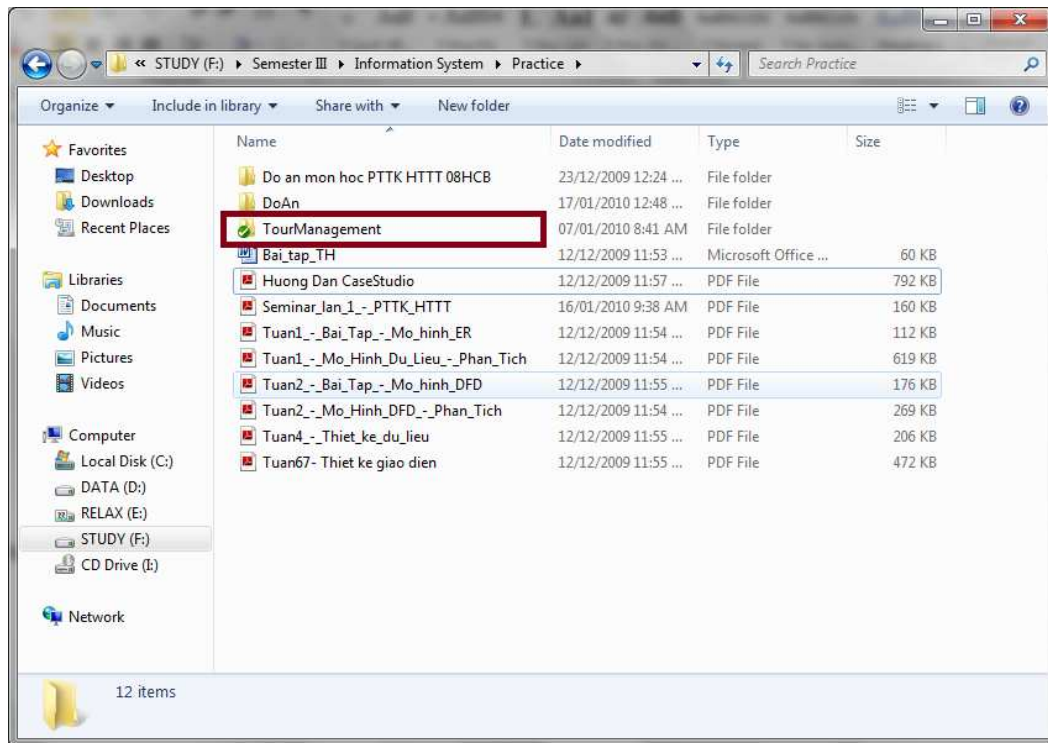 « STUDY (F:) Semester III Information System Practice Search Practice
Organize Include in library Share with New folder
Favorites
Desktop
Downloads
Recent Places
Libraries
Documents
Music
Pictures
Videos
Computer
Local Disk (C:)
DATA (D:)
RELAX (E:)
STUDY (F:)
CD Drive (I:)
Network
Name Date modified Type Size
Do an mon hoc PTTK HTTT 08HCB 23/12/2009 12:24 ... File folder
DoAn 17/01/2010 12:48 ... File folder
TourManagement 07/01/2010 8:41 AM File folder
Bai_tap_TH 12/12/2009 11:53 ... Microsoft Office ... 60 KB
Huong Dan CaseStudio 12/12/2009 11:57 ... PDF File 792 KB
Seminar_lan_1_-_PTTK_HTTT 16/01/2010 9:38 AM PDF File 160 KB
Tuan1_-_Bai_Tap_-_Mo_hinh_ER 12/12/2009 11:54 ... PDF File 112 KB
Tuan1_-_Mo_Hinh_Du_Lieu_-_Phan_Tich 12/12/2009 11:54 ... PDF File 619 KB
Tuan2_-_Bai_Tap_-_Mo_hinh_DFD 12/12/2009 11:55 ... PDF File 176 KB
Tuan2_-_Mo_Hinh_DFD_-_Phan_Tich 12/12/2009 11:54 ... PDF File 269 KB
Tuan4_-_Thiet_ke_du_lieu 12/12/2009 11:55 ... PDF File 206 KB
Tuan67- Thiet ke giao dien 12/12/2009 11:55 ... PDF File 472 KB
12 items